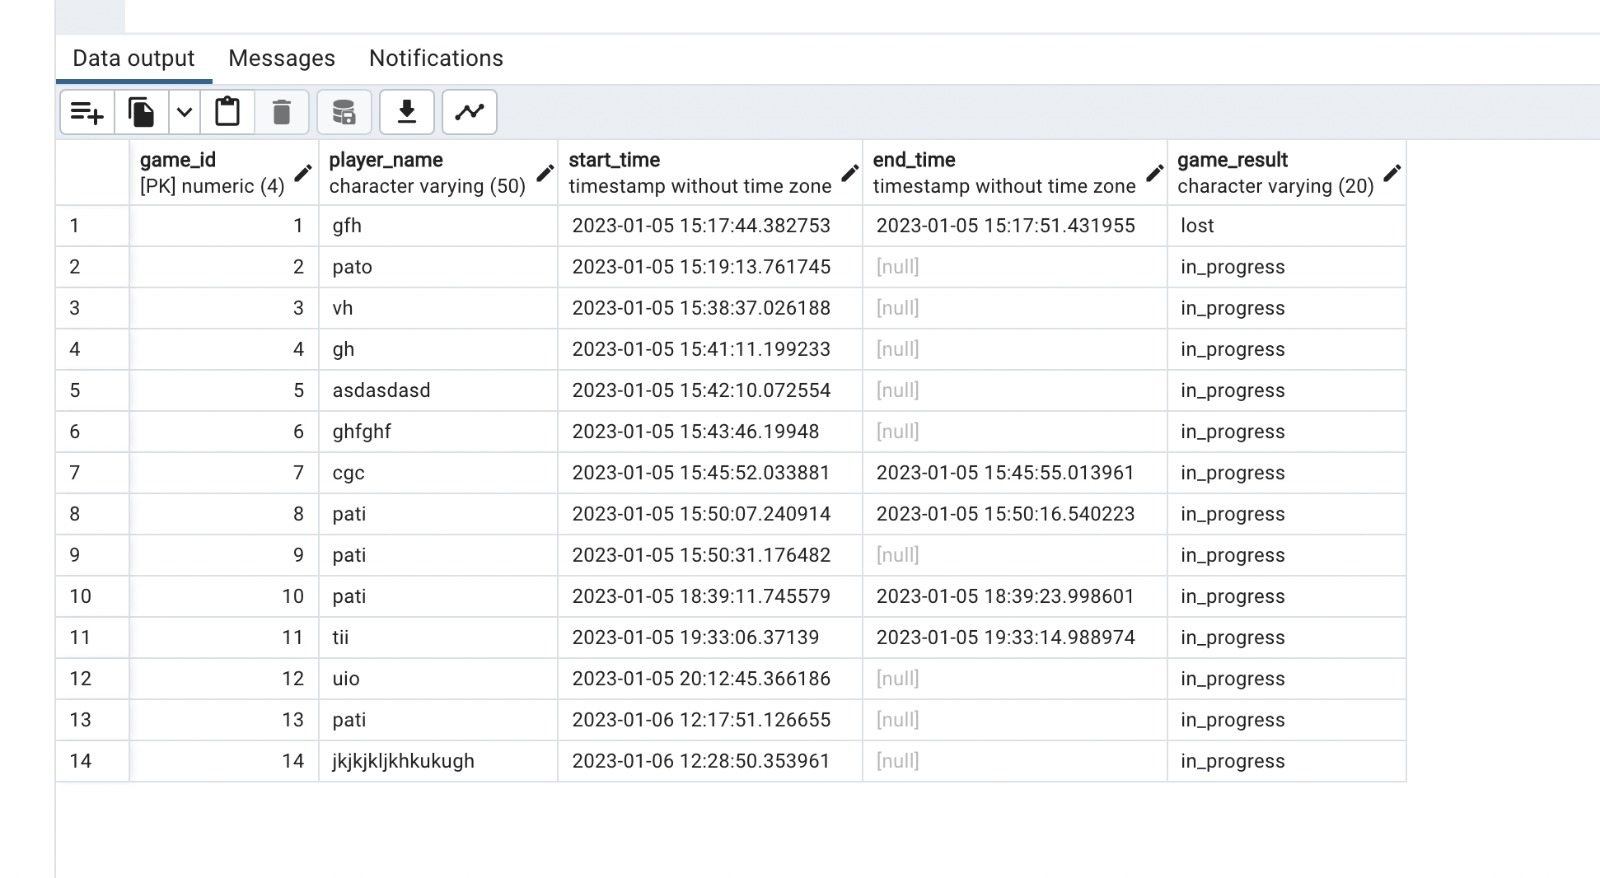 Data output Messages Notifications
game_id player_name start_time end_time game_result
[PK] numeric (4) character varying (50) timestamp without time zone timestamp without time zone character varying (20)
1 1 gfh 2023-01-05 15:17:44.382753 2023-01-05 15:17:51.431955 lost
2 2 pato 2023-01-05 15:19:13.761745 [null] in_progress
3 3 vh 2023-01-05 15:38:37.026188 [null] in_progress
4 4 gh 2023-01-05 15:41:11.199233 [null] in_progress
5 5 asdasdasd 2023-01-05 15:42:10.072554 [null] in_progress
6 6 ghfghf 2023-01-05 15:43:46.19948 [null] in_progress
7 7 cgc 2023-01-05 15:45:52.033881 2023-01-05 15:45:55.013961 in_progress
8 8 pati 2023-01-05 15:50:07.240914 2023-01-05 15:50:16.540223 in_progress
9 9 pati 2023-01-05 15:50:31.176482 [null] in_progress
10 10 pati 2023-01-05 18:39:11.745579 2023-01-05 18:39:23.998601 in_progress
11 11 tii 2023-01-05 19:33:06.37139 2023-01-05 19:33:14.988974 in_progress
12 12 uio 2023-01-05 20:12:45.366186 [null] in_progress
13 13 pati 2023-01-06 12:17:51.126655 [null] in_progress
14 14 jkjkjkljkhkukugh 2023-01-06 12:28:50.353961 [null] in_progress